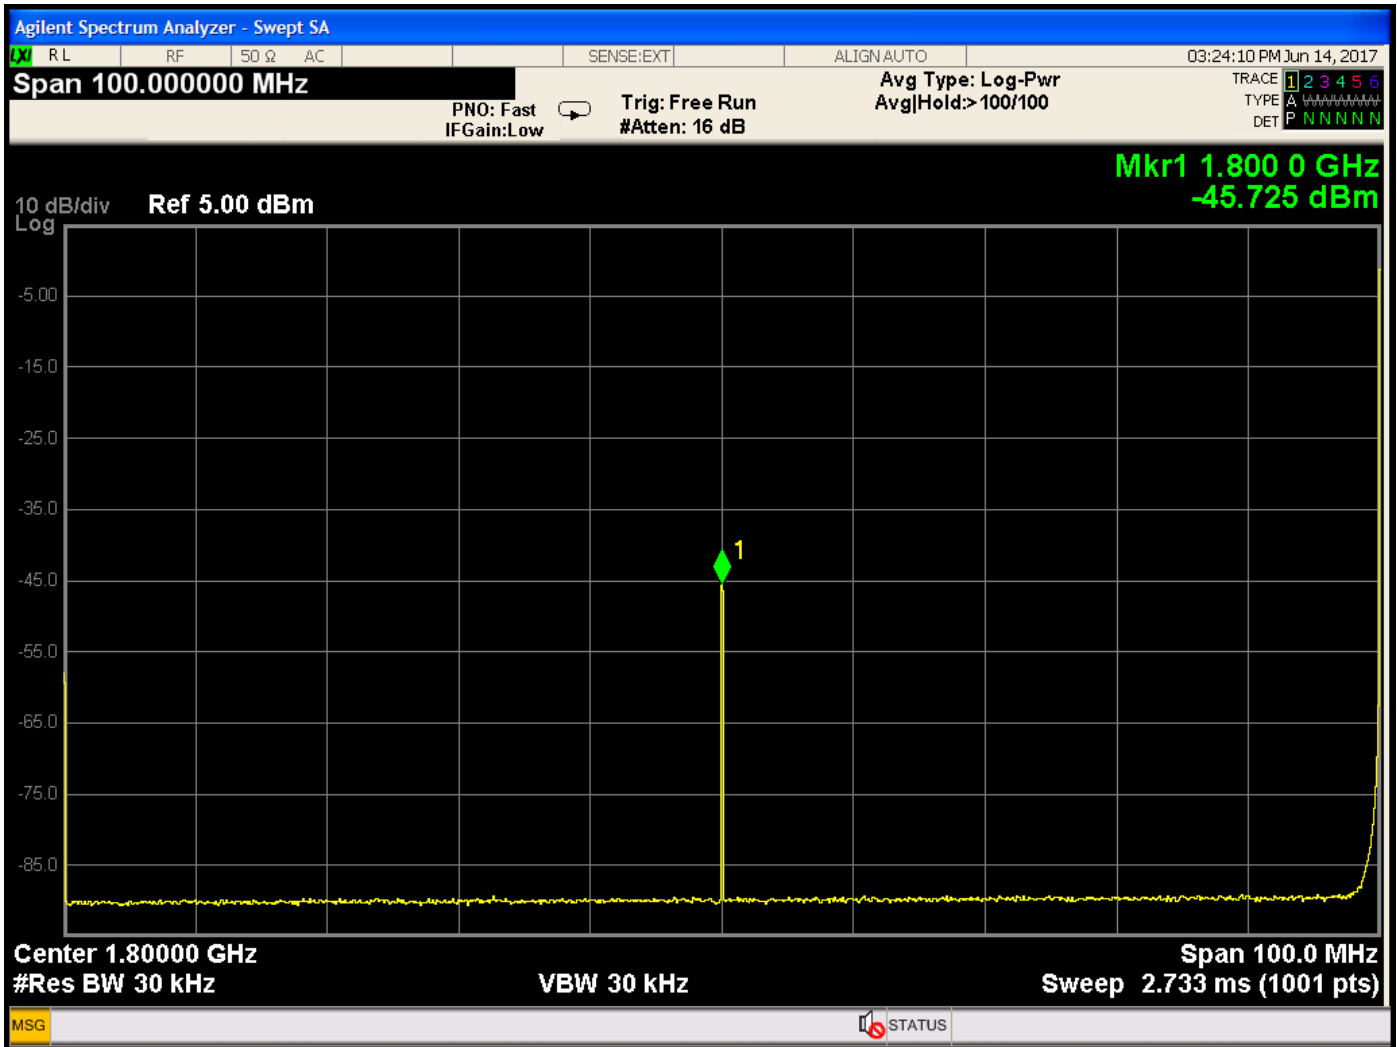 Agilent Spectrum Analyzer - Swept SA
LXI RL RF 50 Ω AC SENSE:EXT ALIGN AUTO 03:24:10 PM Jun 14, 2017
Span 100.000000 MHz
PNO: Fast
IFGain:Low
Trig: Free Run
#Atten: 16 dB
Avg Type: Log-Pwr
Avg|Hold:>100/100
TRACE 1 2 3 4 5 6
TYPE A WWWWW
DET P N N N N N
Mkr1 1.800 0 GHz
-45.725 dBm
10 dB/div Ref 5.00 dBm
Log
-5.00
-15.0
-25.0
-35.0
1
-45.0
-55.0
-65.0
-75.0
-85.0
Center 1.80000 GHz Span 100.0 MHz
#Res BW 30 kHz VBW 30 kHz Sweep 2.733 ms (1001 pts)
MSG STATUS